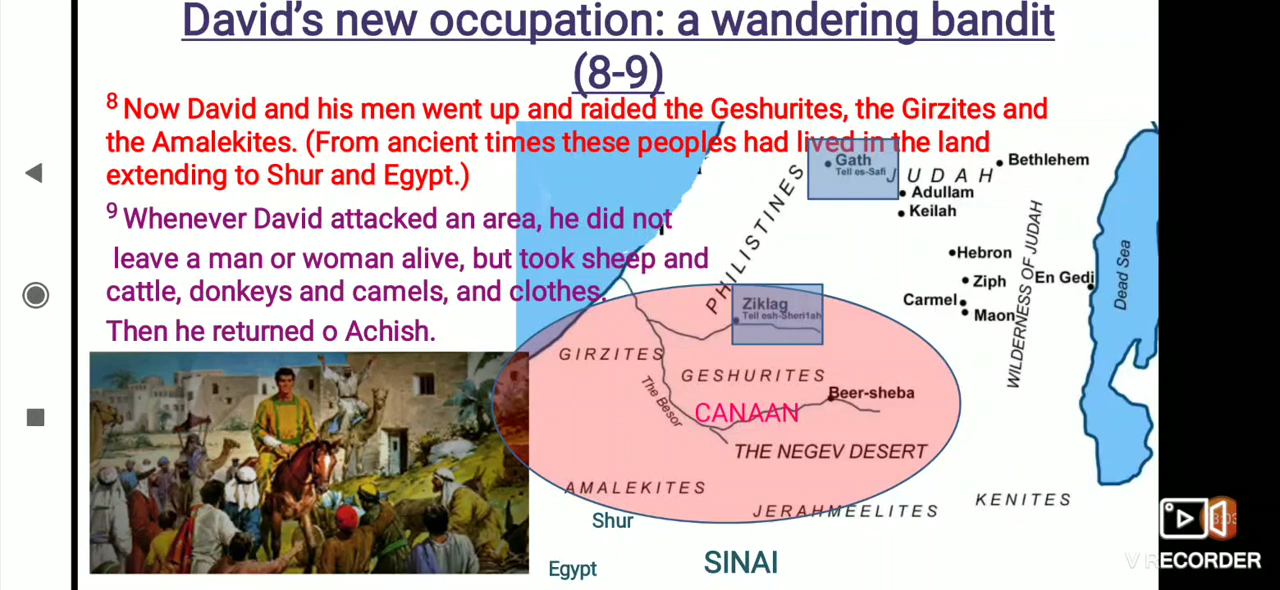 David's new occupation: a wandering bandit
(8-9)
8 Now David and his men went up and raided the Geshurites, the Girzites and
the Amalekites. (From ancient times these peoples had lived in the land
extending to Shur and Egypt.)
9 Whenever David attacked an area, he did not
leave a man or woman alive, but took sheep and
cattle, donkeys and camels, and clothes.
Then he returned o Achish.
Gath
Tell es-Safi
JUDAH
Bethlehem
Adullam
Keilah
PHILISTINES
Hebron
Ziph
En Gedi
Carmel
Maon
WILDERNESS OF JUDAH
Dead Sea
Ziklag
Tell esh-Sheri'ah
GIRZITES
GESHURITES
The Besor
Beer-sheba
CANAAN
THE NEGEV DESERT
AMALEKITES
JERAHMEELITES
KENITES
Shur
Egypt
SINAI
V RECORDER